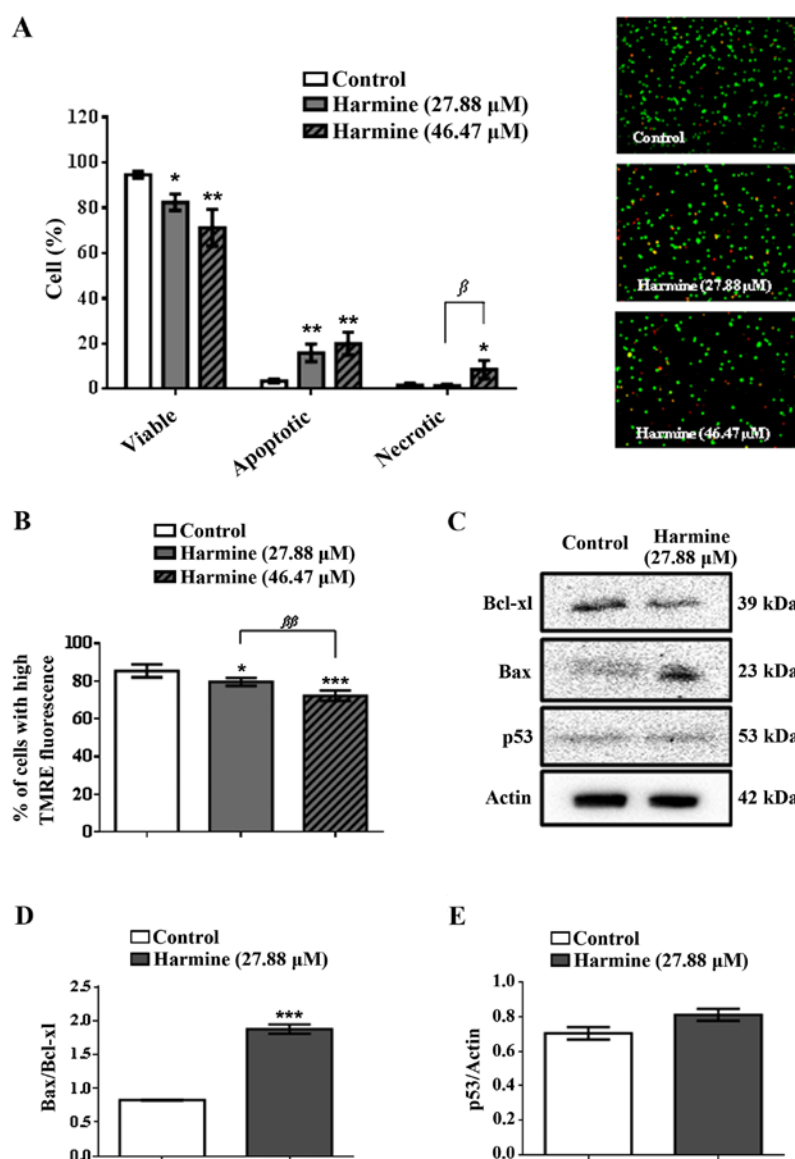 A
Control
Harmine (27.88 μM)
Harmine (46.47 μM)
120
100
80
60
40
20
0
Cell (%)
*
**
**
**
β
*
Viable
Apoptotic
Necrotic
Control
Harmine (27.88 μM)
Harmine (46.47 μM)
B
Control
Harmine (27.88 μM)
Harmine (46.47 μM)
100
80
60
40
20
0
% of cells with high
TMRE fluorescence
*
ββ
***
C
Control
Harmine
(27.88 μM)
Bcl-xl
39 kDa
Bax
23 kDa
p53
53 kDa
Actin
42 kDa
D
Control
Harmine (27.88 μM)
2.5
2.0
1.5
1.0
0.5
0.0
Bax/Bcl-xl
***
E
Control
Harmine (27.88 μM)
1.0
0.8
0.6
0.4
0.2
0.0
p53/Actin